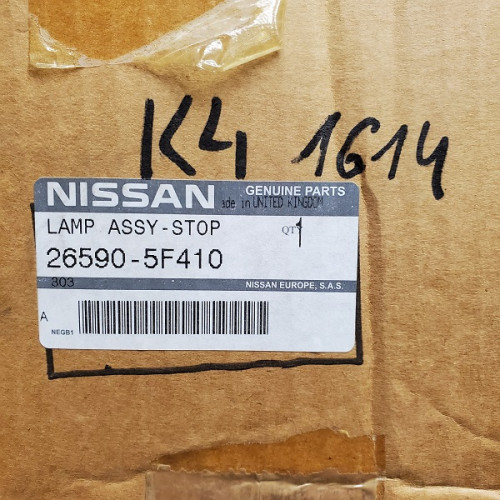 K4 1614
NISSAN GENUINE PARTS
ade in UNITED KINGDOM
LAMP ASSY-STOP QTY 1
26590-5F410
303 NISSAN EUROPE, S.A.S.
A
NEGB1